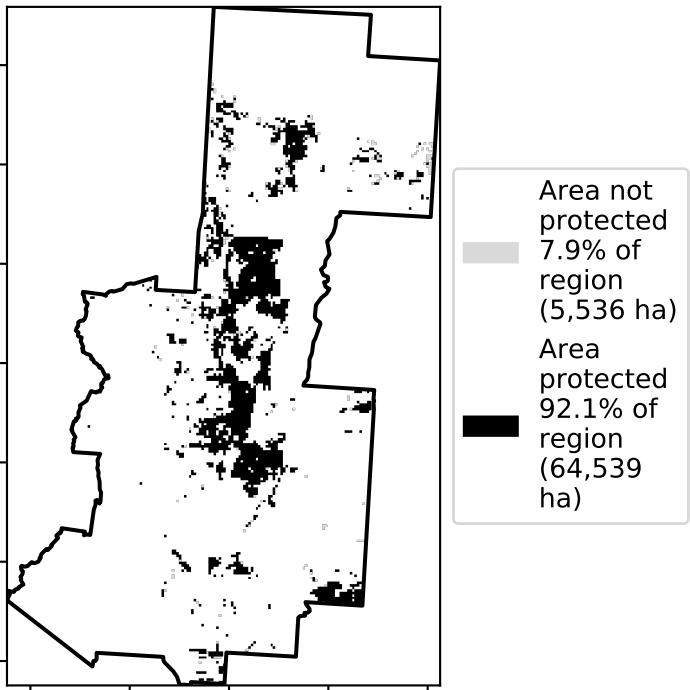 Area not
protected
7.9% of
region
(5,536 ha)
Area
protected
92.1% of
region
(64,539
ha)